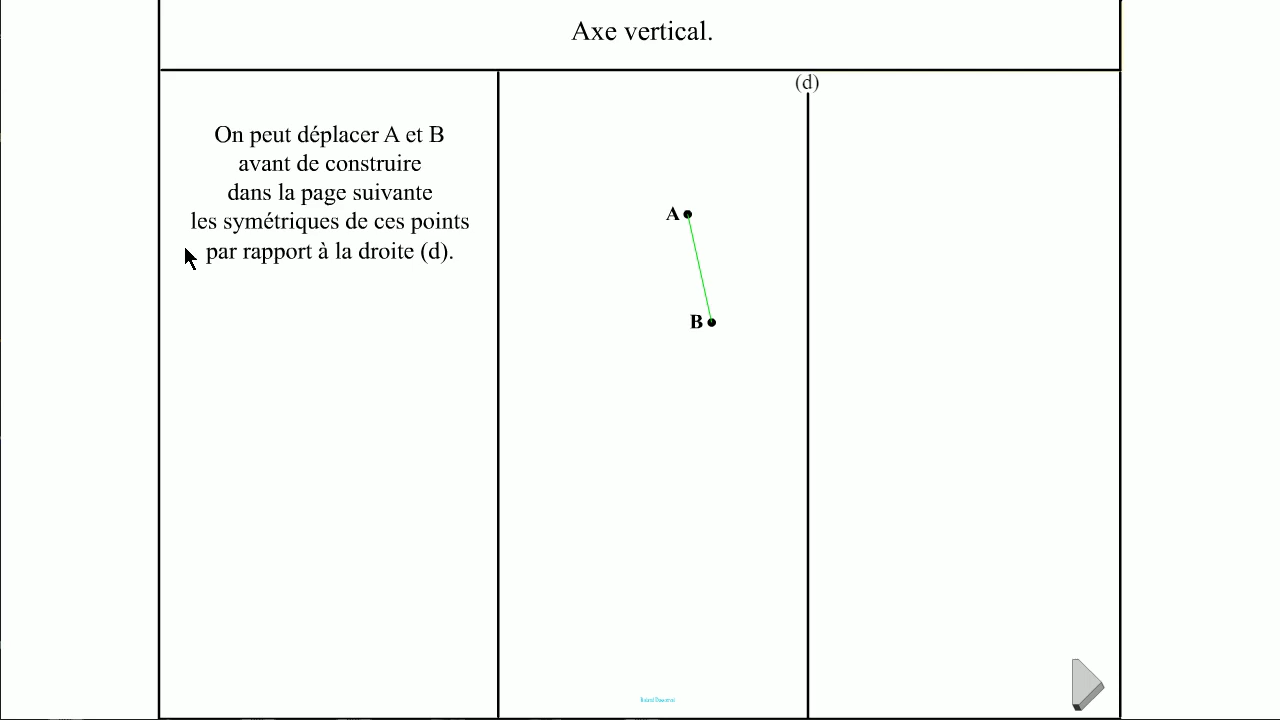 Axe vertical.
(d)
On peut déplacer A et B
avant de construire
dans la page suivante
les symétriques de ces points
par rapport à la droite (d).
A
B